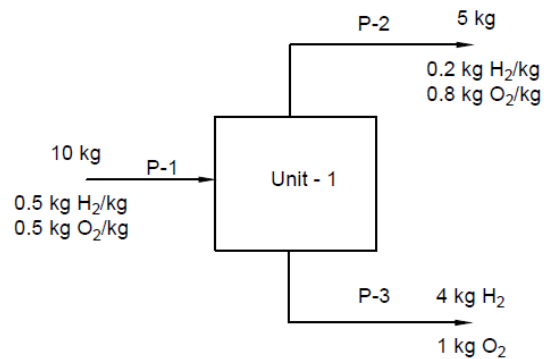 P-2
5 kg
0.2 kg H₂/kg
0.8 kg O₂/kg
10 kg
P-1
0.5 kg H₂/kg
0.5 kg O₂/kg
Unit - 1
P-3
4 kg H₂
1 kg O₂